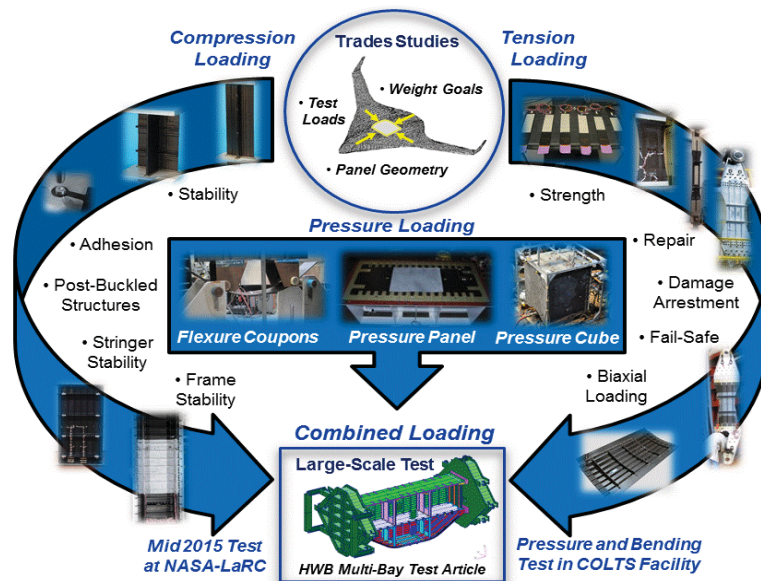 Compression
Loading
Trades Studies
• Weight Goals
• Test
Loads
• Panel Geometry
Tension
Loading
• Stability
• Adhesion
• Post-Buckled
Structures
• Stringer
Stability
• Frame
Stability
Pressure Loading
Flexure Coupons
Pressure Panel
Pressure Cube
• Strength
• Repair
• Damage
Arrestment
• Fail-Safe
• Biaxial
Loading
Combined Loading
Large-Scale Test
HWB Multi-Bay Test Article
Mid 2015 Test
at NASA-LaRC
Pressure and Bending
Test in COLTS Facility